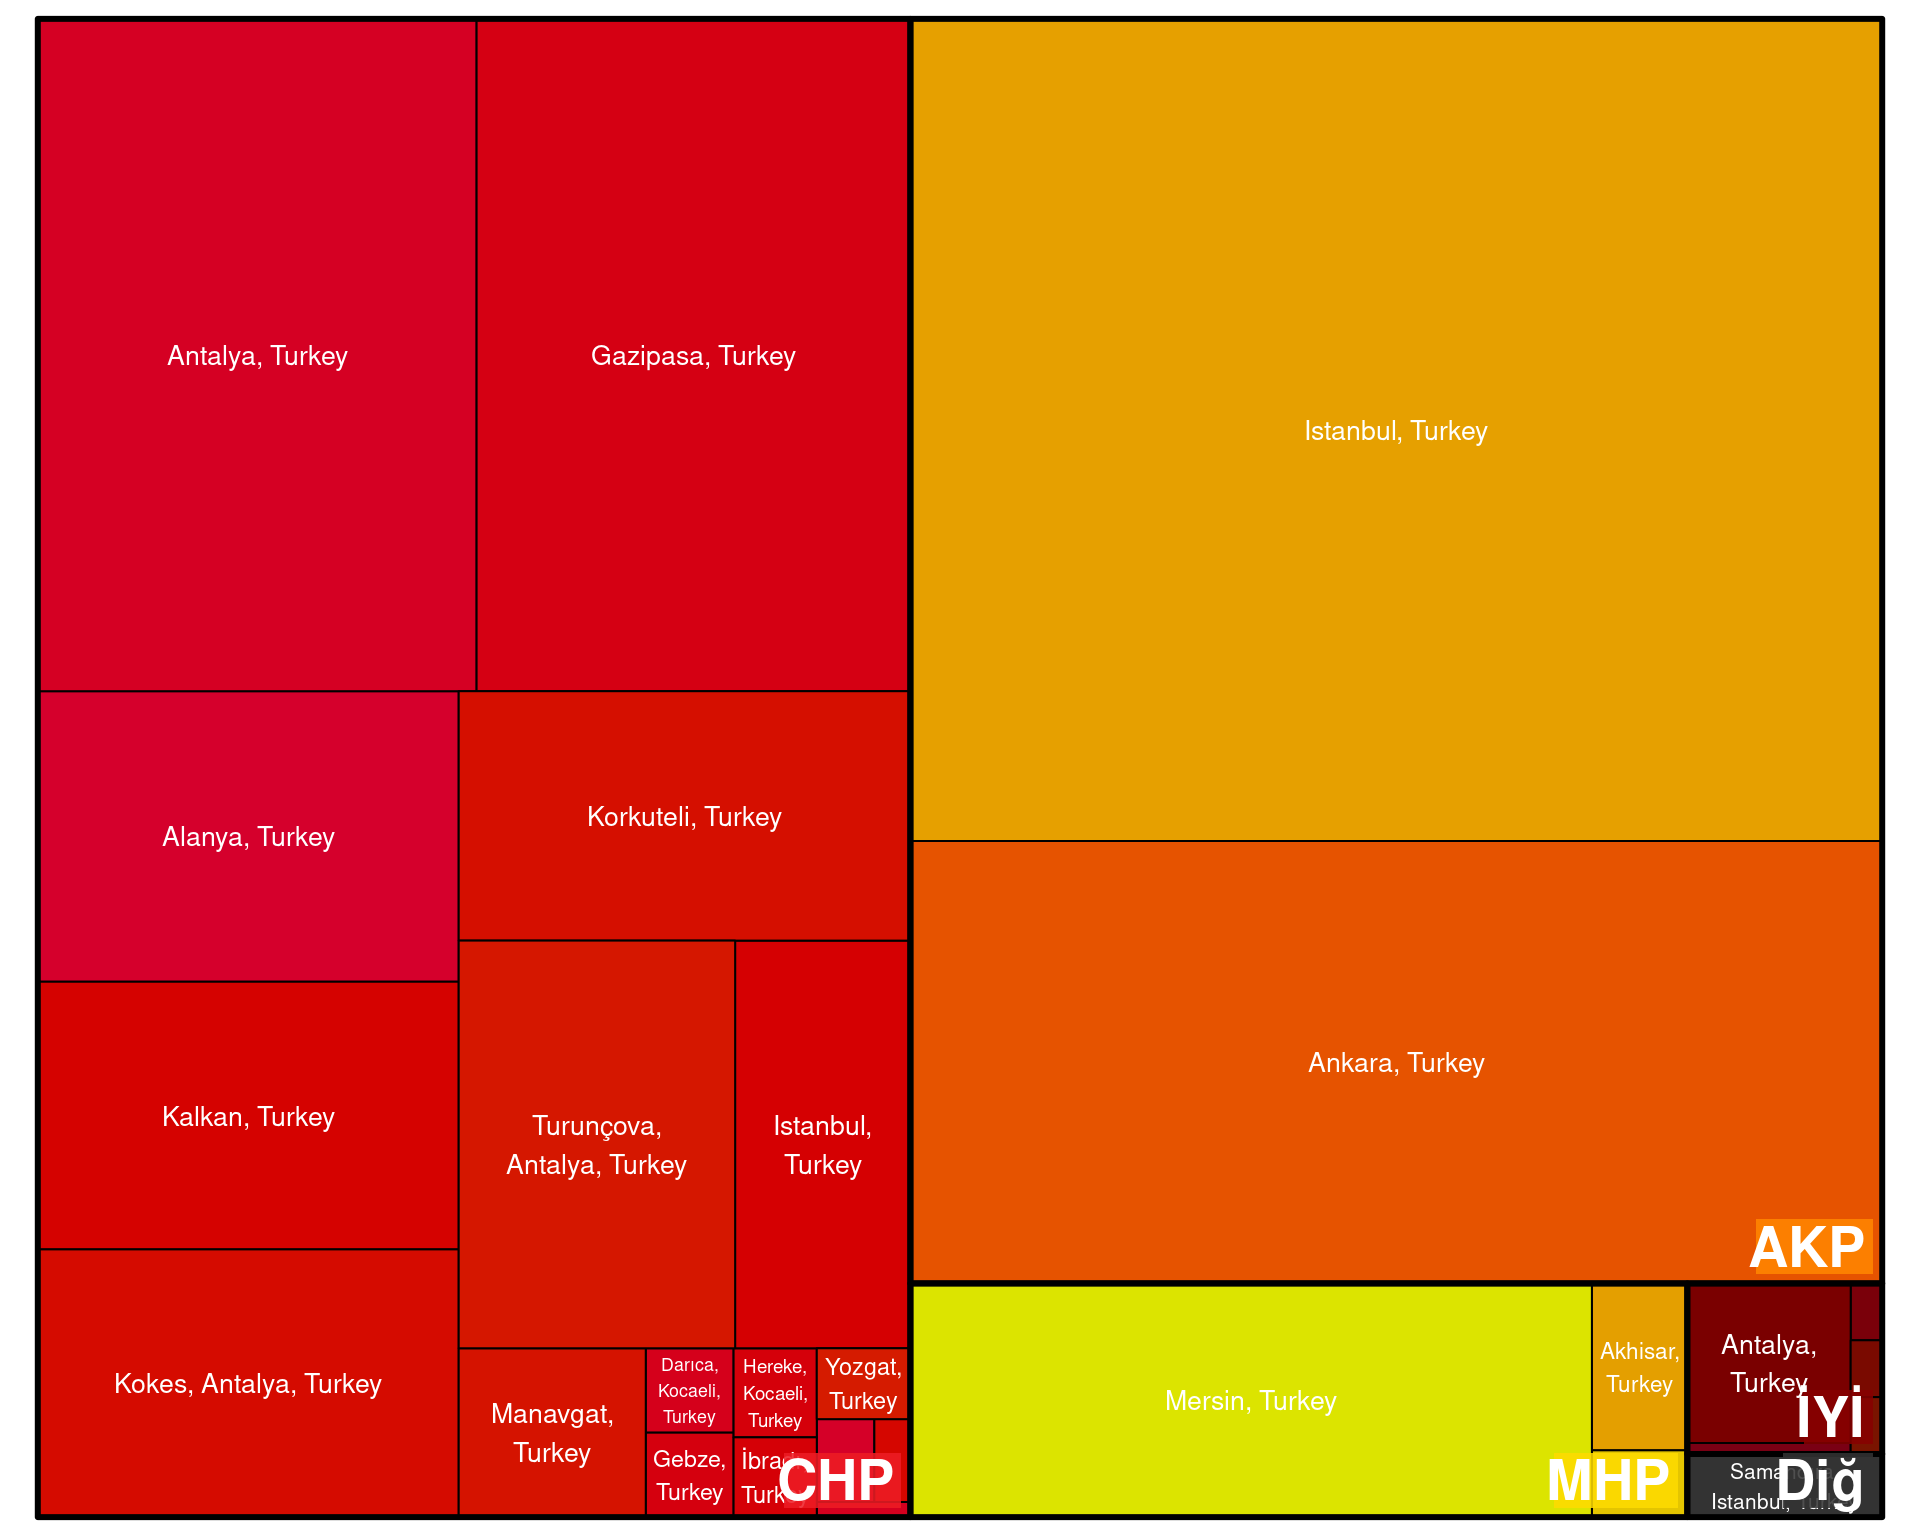 Antalya, Turkey
Gazipasa, Turkey
Istanbul, Turkey
Alanya, Turkey
Korkuteli, Turkey
Kalkan, Turkey
Turunçova,
Antalya, Turkey
Istanbul,
Turkey
Ankara, Turkey
AKP
Kokes, Antalya, Turkey
Manavgat,
Turkey
Darıca,
Kocaeli,
Turkey
Gebze,
Turkey
Hereke,
Kocaeli,
Turkey
Yozgat,
Turkey
CHP
Mersin, Turkey
Akhisar,
Turkey
MHP
Antalya,
Turkey
İYİ
Istanbul,
Diğ